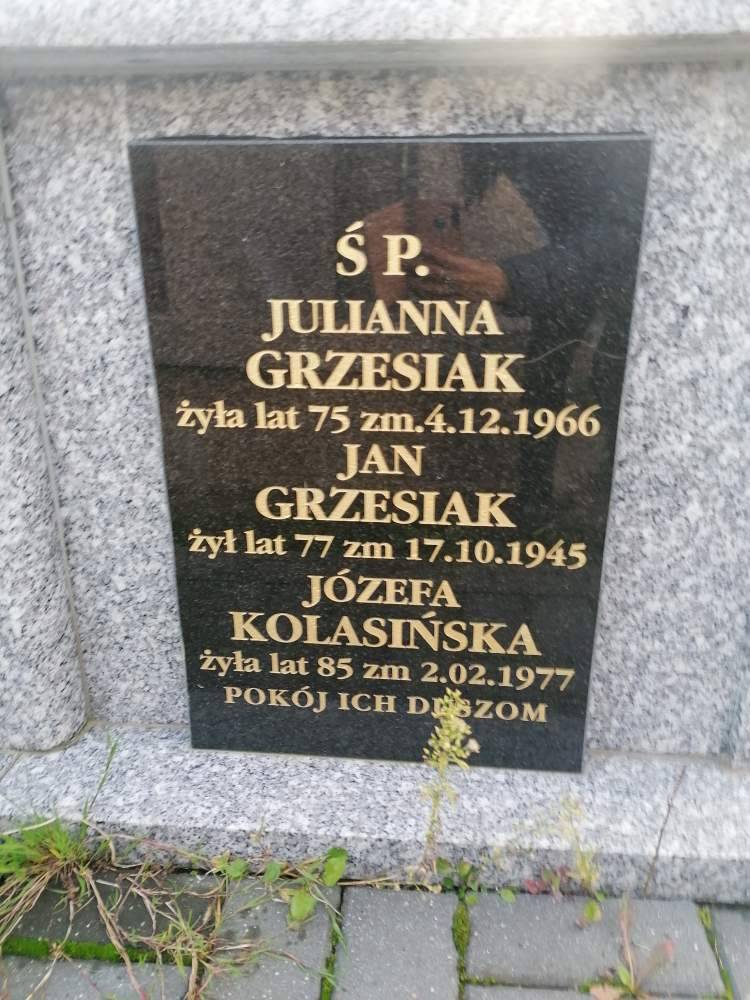 Ś P.
JULIANNA
GRZESIAK
żyła lat 75 zm.4.12.1966
JAN
GRZESIAK
żył lat 77 zm 17.10.1945
JÓZEFA
KOLASIŃSKA
żyła lat 85 zm 2.02.1977
POKÓJ ICH DUSZOM